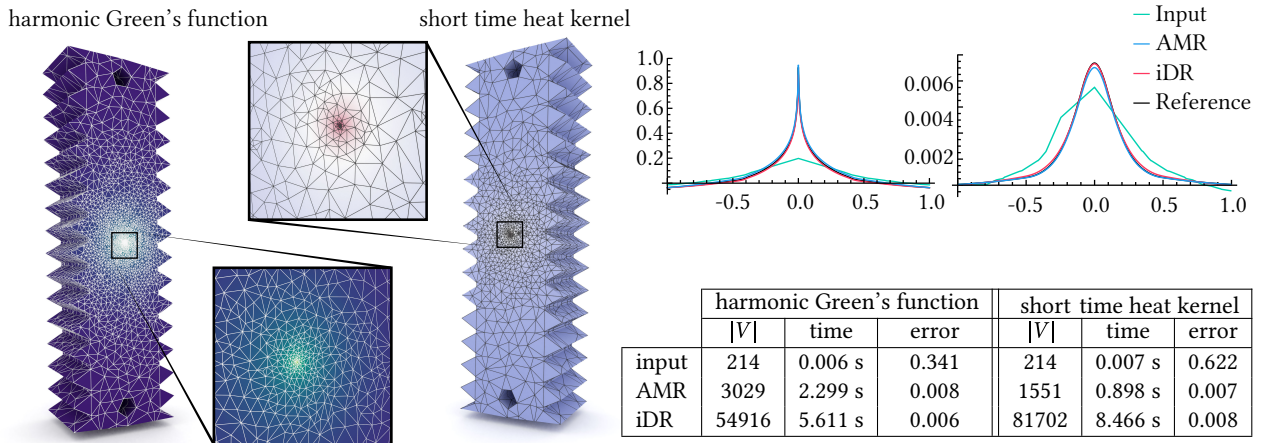 harmonic Green's function
short time heat kernel
1.0
0.8
0.6
0.4
0.2
-0.5
0.0
0.5
1.0
0.006
0.004
0.002
-0.5
0.0
0.5
1.0
Input
AMR
iDR
Reference
harmonic Green's function short time heat kernel
|V| time error |V| time error
input 214 0.006 s 0.341 214 0.007 s 0.622
AMR 3029 2.299 s 0.008 1551 0.898 s 0.007
iDR 54916 5.611 s 0.006 81702 8.466 s 0.008